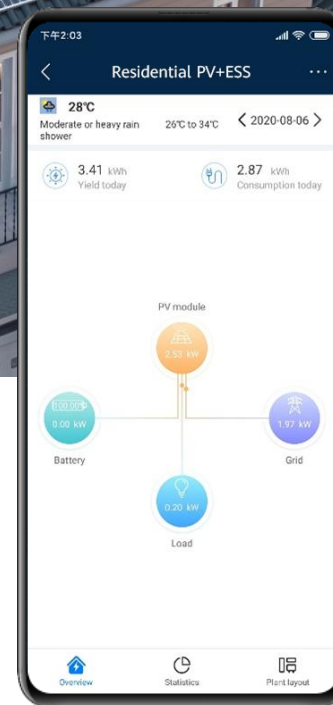 下午2:03
Residential PV+ESS
28℃
Moderate or heavy rain
shower
26℃ to 34℃
2020-08-06
3.41 kWh
Yield today
2.87 kWh
Consumption today
PV module
2.53 kW
0.00 kW
1.97 kW
Battery
Grid
0.20 kW
Load
Overview
Statistics
Plant layout